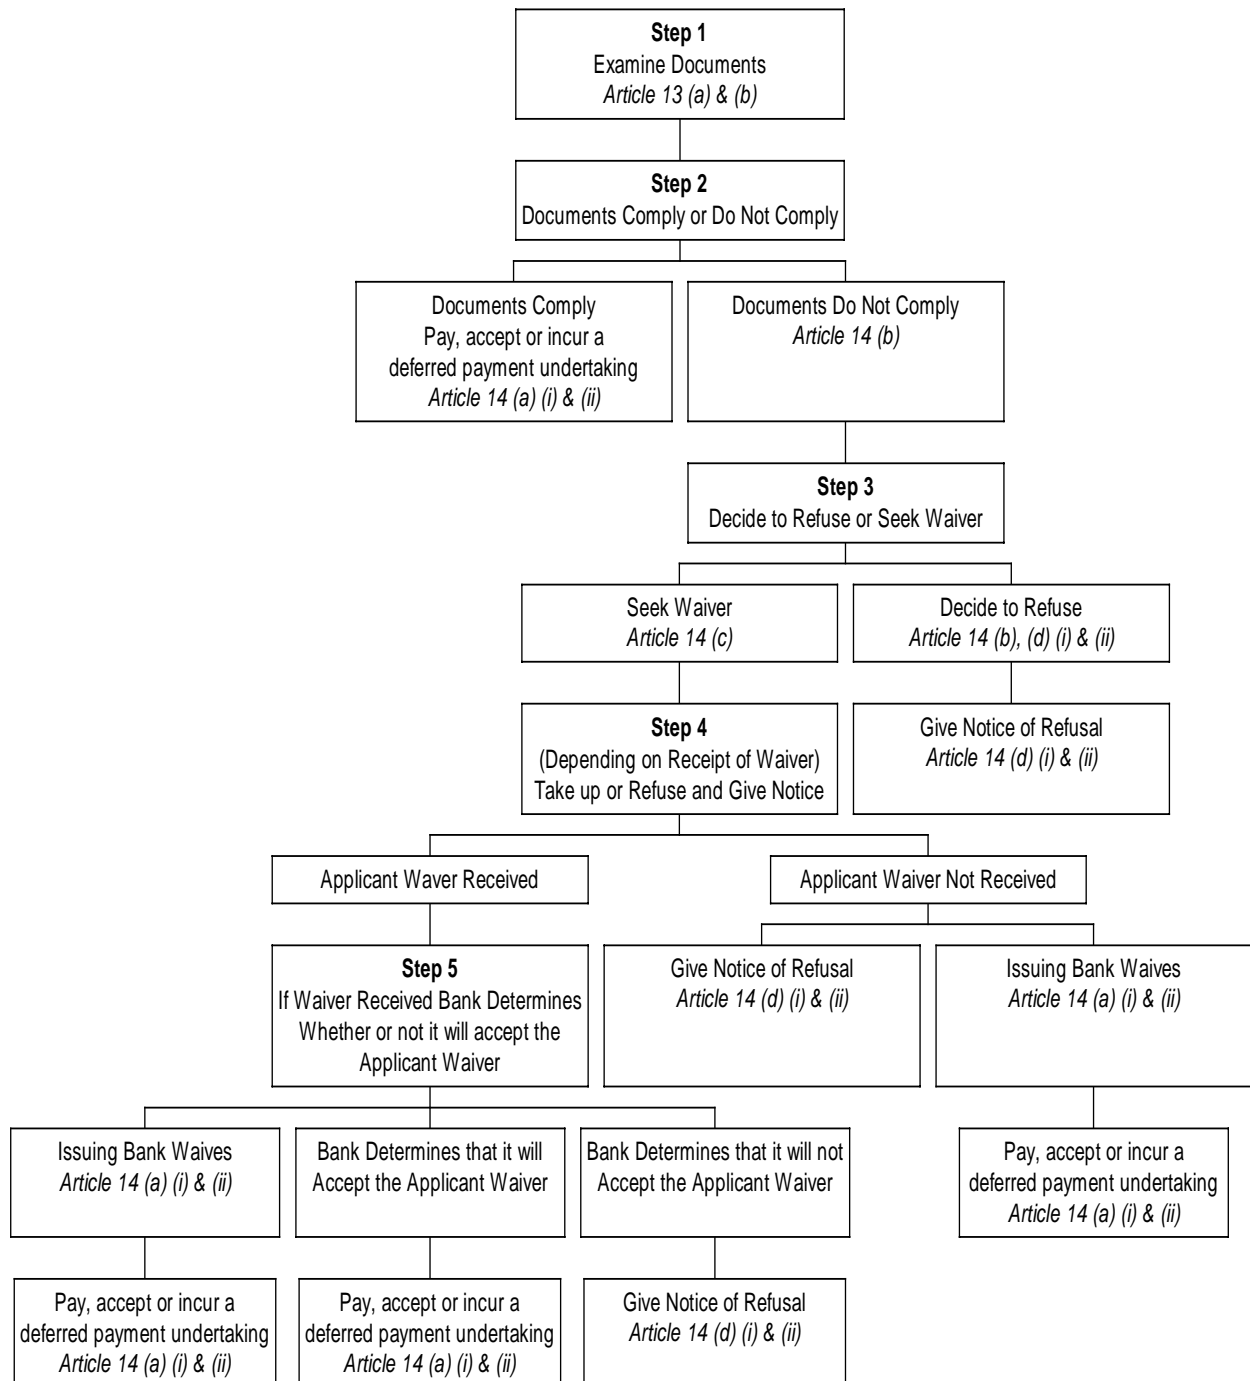 Step 1
Examine Documents
Article 13 (a) & (b)
Step 2
Documents Comply or Do Not Comply
Documents Comply
Pay, accept or incur a
deferred payment undertaking
Article 14 (a) (i) & (ii)
Documents Do Not Comply
Article 14 (b)
Step 3
Decide to Refuse or Seek Waiver
Seek Waiver
Article 14 (c)
Decide to Refuse
Article 14 (b), (d) (i) & (ii)
Step 4
(Depending on Receipt of Waiver)
Take up or Refuse and Give Notice
Give Notice of Refusal
Article 14 (d) (i) & (ii)
Applicant Waver Received
Applicant Waiver Not Received
Step 5
If Waiver Received Bank Determines
Whether or not it will accept the
Applicant Waiver
Give Notice of Refusal
Article 14 (d) (i) & (ii)
Issuing Bank Waives
Article 14 (a) (i) & (ii)
Issuing Bank Waives
Article 14 (a) (i) & (ii)
Bank Determines that it will
Accept the Applicant Waiver
Bank Determines that it will not
Accept the Applicant Waiver
Pay, accept or incur a
deferred payment undertaking
Article 14 (a) (i) & (ii)
Pay, accept or incur a
deferred payment undertaking
Article 14 (a) (i) & (ii)
Pay, accept or incur a
deferred payment undertaking
Article 14 (a) (i) & (ii)
Give Notice of Refusal
Article 14 (d) (i) & (ii)